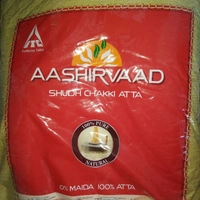 AASHIRVAAD
SHUDH CHAKKI ATTA
100% PURE
NATURAL
0% MAIDA 100% ATTA